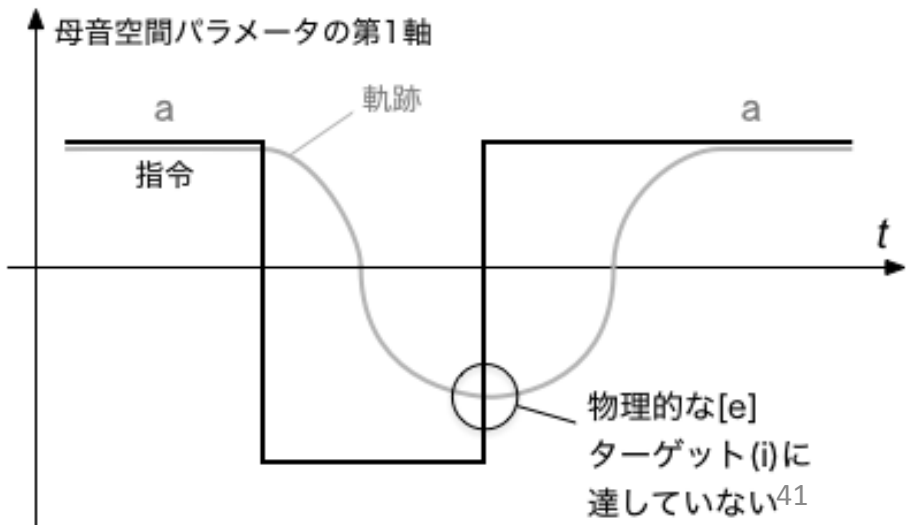 母音空間パラメータの第1軸
a
軌跡
a
指令
t
物理的な[e]
ターゲット(i)に
達していない
41